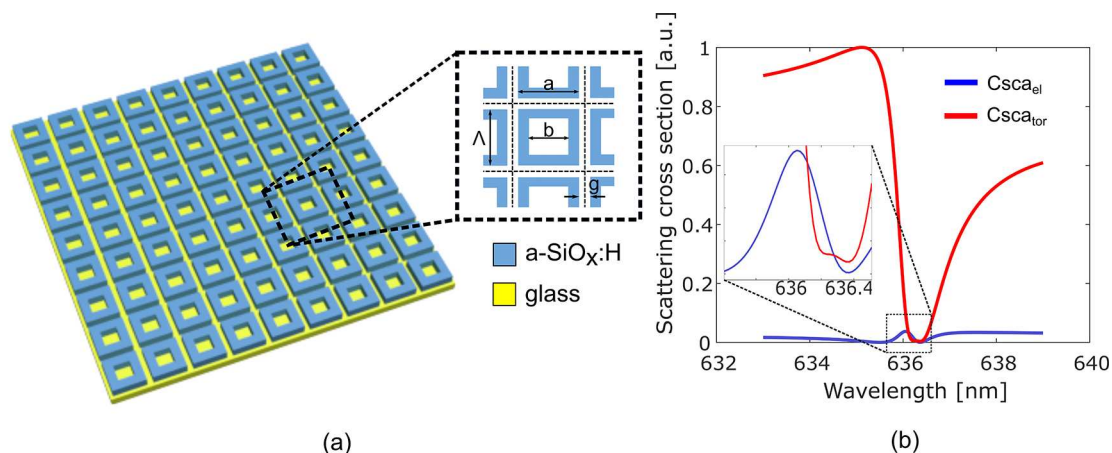 a
b
Λ
g
a-SiOx:H
glass
(a)
Scattering cross section [a.u.]
1
0.8
0.6
0.4
0.2
0
Cscael
Cscator
636
636.4
632
634
636
638
640
Wavelength [nm]
(b)